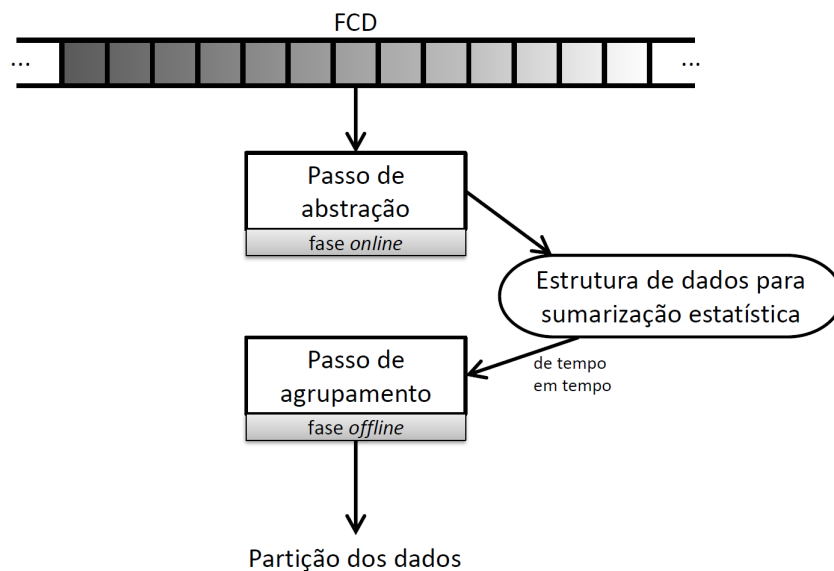 FCD
... ...
Passo de
abstração
fase online
Estrutura de dados para
sumarização estatística
de tempo
em tempo
Passo de
agrupamento
fase offline
Partição dos dados